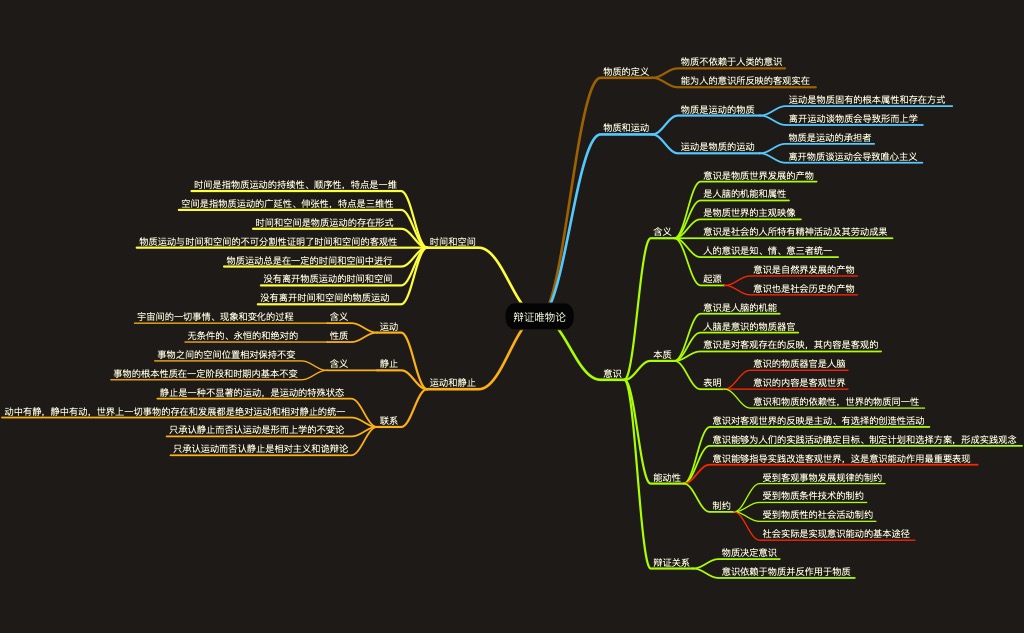 辩证唯物论
物质的定义
物质不依赖于人类的意识
能为人的意识所反映的客观实在
物质和运动
物质是运动的物质
运动是物质固有的根本属性和存在方式
离开运动谈物质会导致形而上学
运动是物质的运动
物质是运动的承担者
离开物质谈运动会导致唯心主义
意识
含义
意识是物质世界发展的产物
是人脑的机能和属性
是物质世界的主观映像
意识是社会的人所特有精神活动及其劳动成果
人的意识是知、情、意三者统一
起源
意识是自然界发展的产物
意识也是社会历史的产物
本质
意识是人脑的机能
人脑是意识的物质器官
意识是对客观存在的反映，其内容是客观的
表明
意识的物质器官是人脑
意识的内容是客观世界
意识和物质的依赖性，世界的物质同一性
能动性
意识对客观世界的反映是主动、有选择的创造性活动
意识能够为人们的实践活动确定目标、制定计划和选择方案，形成实践观念
意识能够指导实践改造客观世界，这是意识能动作用最重要表现
制约
受到客观事物发展规律的制约
受到物质条件技术的制约
受到物质性的社会活动制约
社会实际是实现意识能动的基本途径
辩证关系
物质决定意识
意识依赖于物质并反作用于物质
时间和空间
时间是指物质运动的持续性、顺序性，特点是一维
空间是指物质运动的广延性、伸张性，特点是三维性
时间和空间是物质运动的存在形式
物质运动与时间和空间的不可分割性证明了时间和空间的客观性
物质运动总是在一定的时间和空间中进行
没有离开物质运动的时间和空间
没有离开时间和空间的物质运动
运动和静止
运动
含义
宇宙间的一切事情、现象和变化的过程
性质
无条件的、永恒的和绝对的
静止
含义
事物之间的空间位置相对保持不变
事物的根本性质在一定阶段和时期内基本不变
联系
静止是一种不显著的运动，是运动的特殊状态
动中有静，静中有动，世界上一切事物的存在和发展都是绝对运动和相对静止的统一
只承认静止而否认运动是形而上学的不变论
只承认运动而否认静止是相对主义和诡辩论